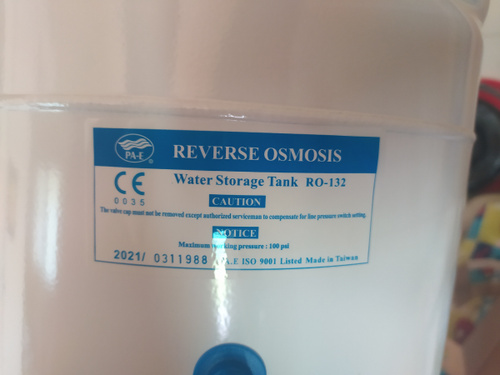 PA-E
REVERSE OSMOSIS
CE
0035
Water Storage Tank RO-132
CAUTION
The valve cap must not be removed except authorized serviceman to compensate for line pressure switch setting.
NOTICE
Maximum working pressure : 100 psi
2021/ 0311988 P.A.E ISO 9001 Listed Made in Taiwan